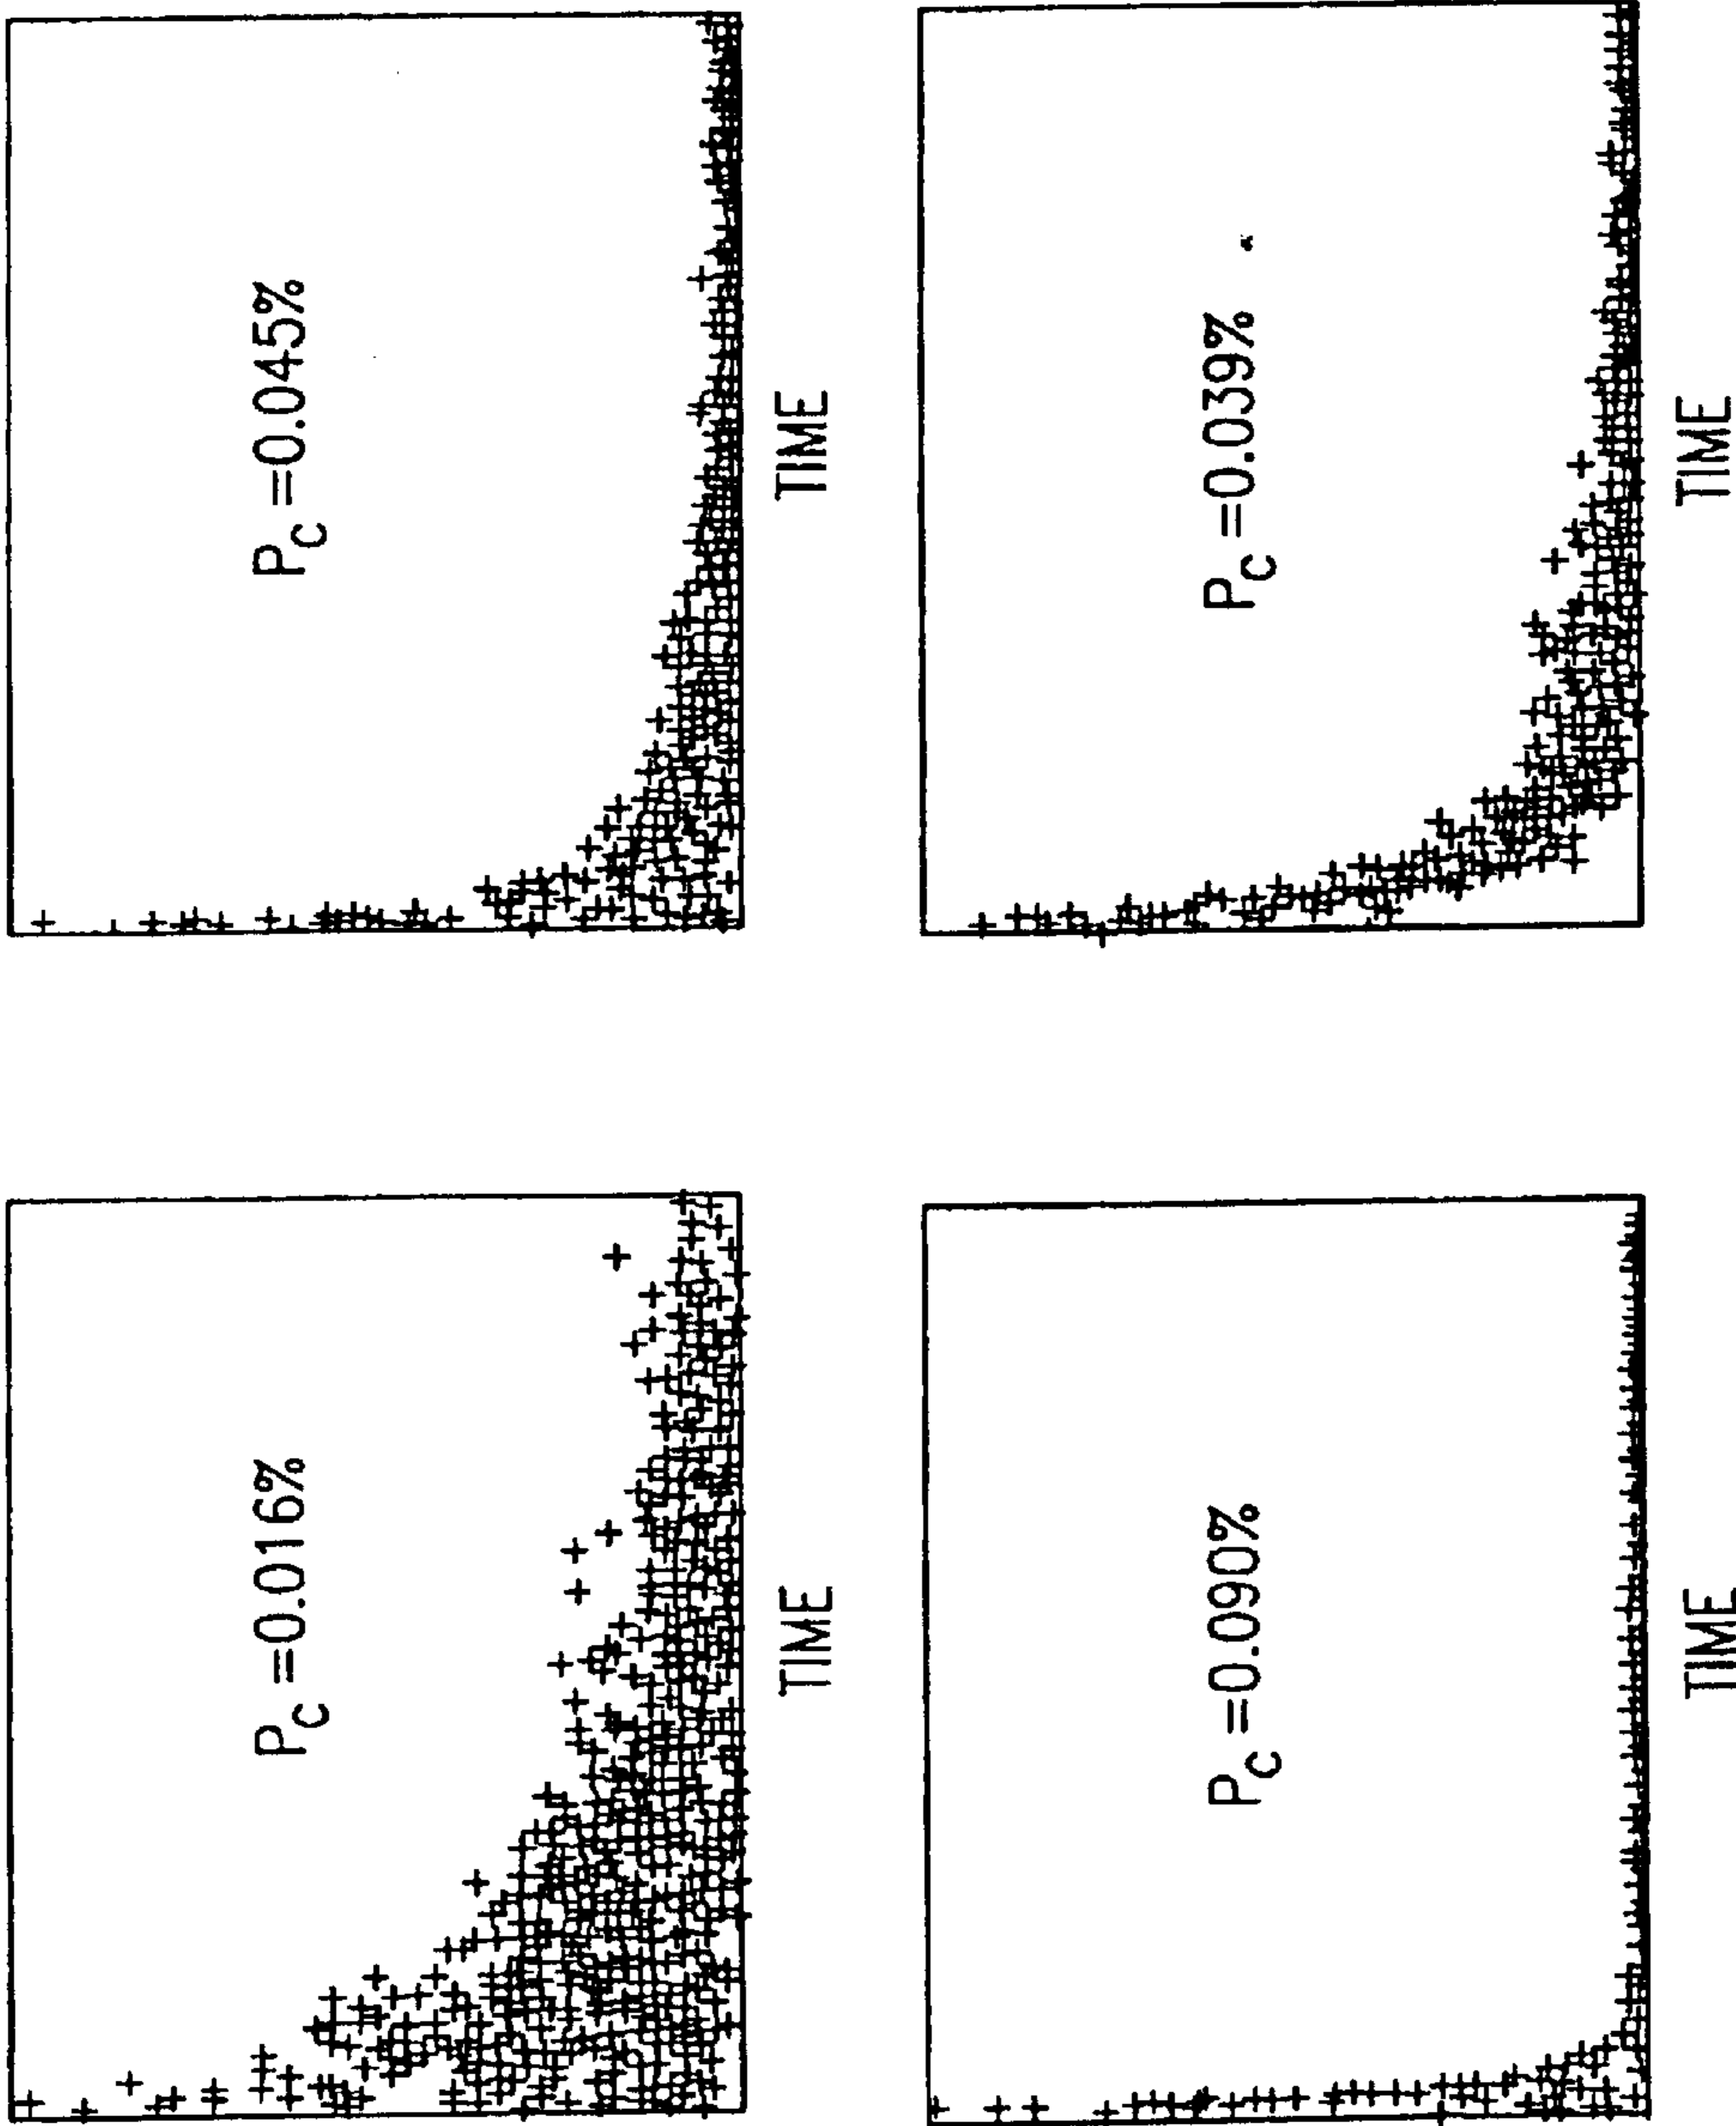 P_C =0.016%
TIME
P_C =0.045%
TIME
P_C =0.090%
TIME
P_C =0.039%
TIME